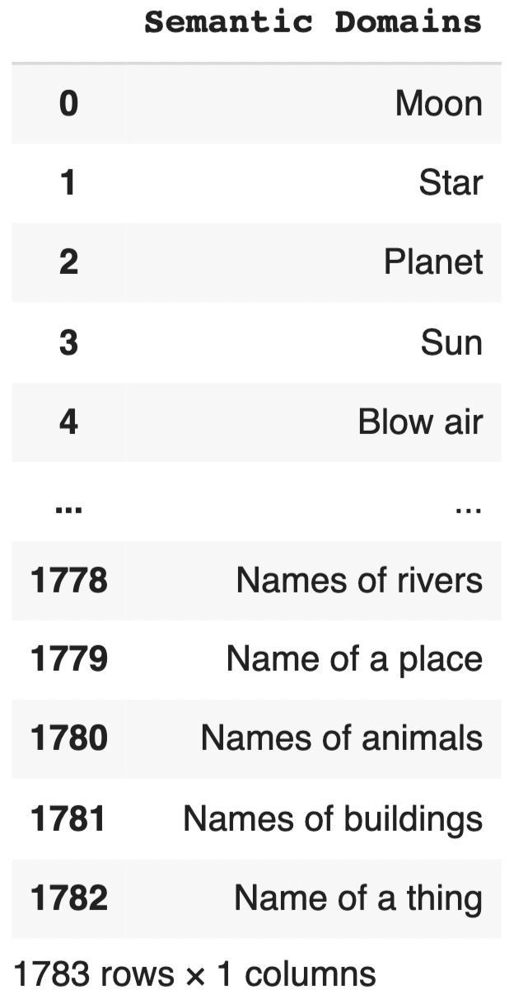 Semantic Domains
0 Moon
1 Star
2 Planet
3 Sun
4 Blow air
... ...
1778 Names of rivers
1779 Name of a place
1780 Names of animals
1781 Names of buildings
1782 Name of a thing
1783 rows × 1 columns